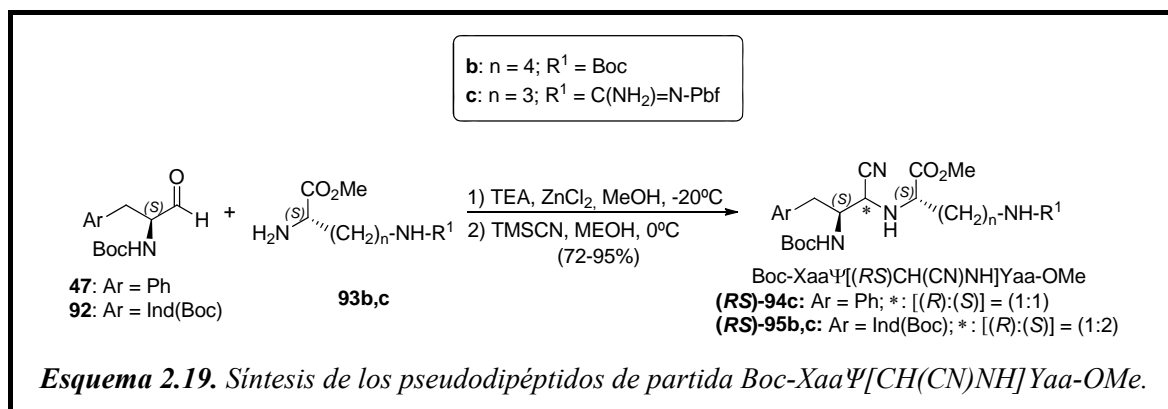 b: n = 4; R¹ = Boc
c: n = 3; R¹ = C(NH₂)=N-Pbf
Ar
(S)
O
H
BocHN
+
CO₂Me
(S)
H₂N
(CH₂)ₙ-NH-R¹
1) TEA, ZnCl₂, MeOH, -20ºC
2) TMSCN, MEOH, 0ºC
(72-95%)
CN
CO₂Me
(S)
(S)
Ar
*
N
H
(CH₂)ₙ-NH-R¹
BocHN
47: Ar = Ph
92: Ar = Ind(Boc)
93b,c
Boc-XaaΨ[(RS)CH(CN)NH]Yaa-OMe
(RS)-94c: Ar = Ph; *: [(R):(S)] = (1:1)
(RS)-95b,c: Ar = Ind(Boc); *: [(R):(S)] = (1:2)
Esquema 2.19. Síntesis de los pseudodipéptidos de partida Boc-XaaΨ[CH(CN)NH]Yaa-OMe.